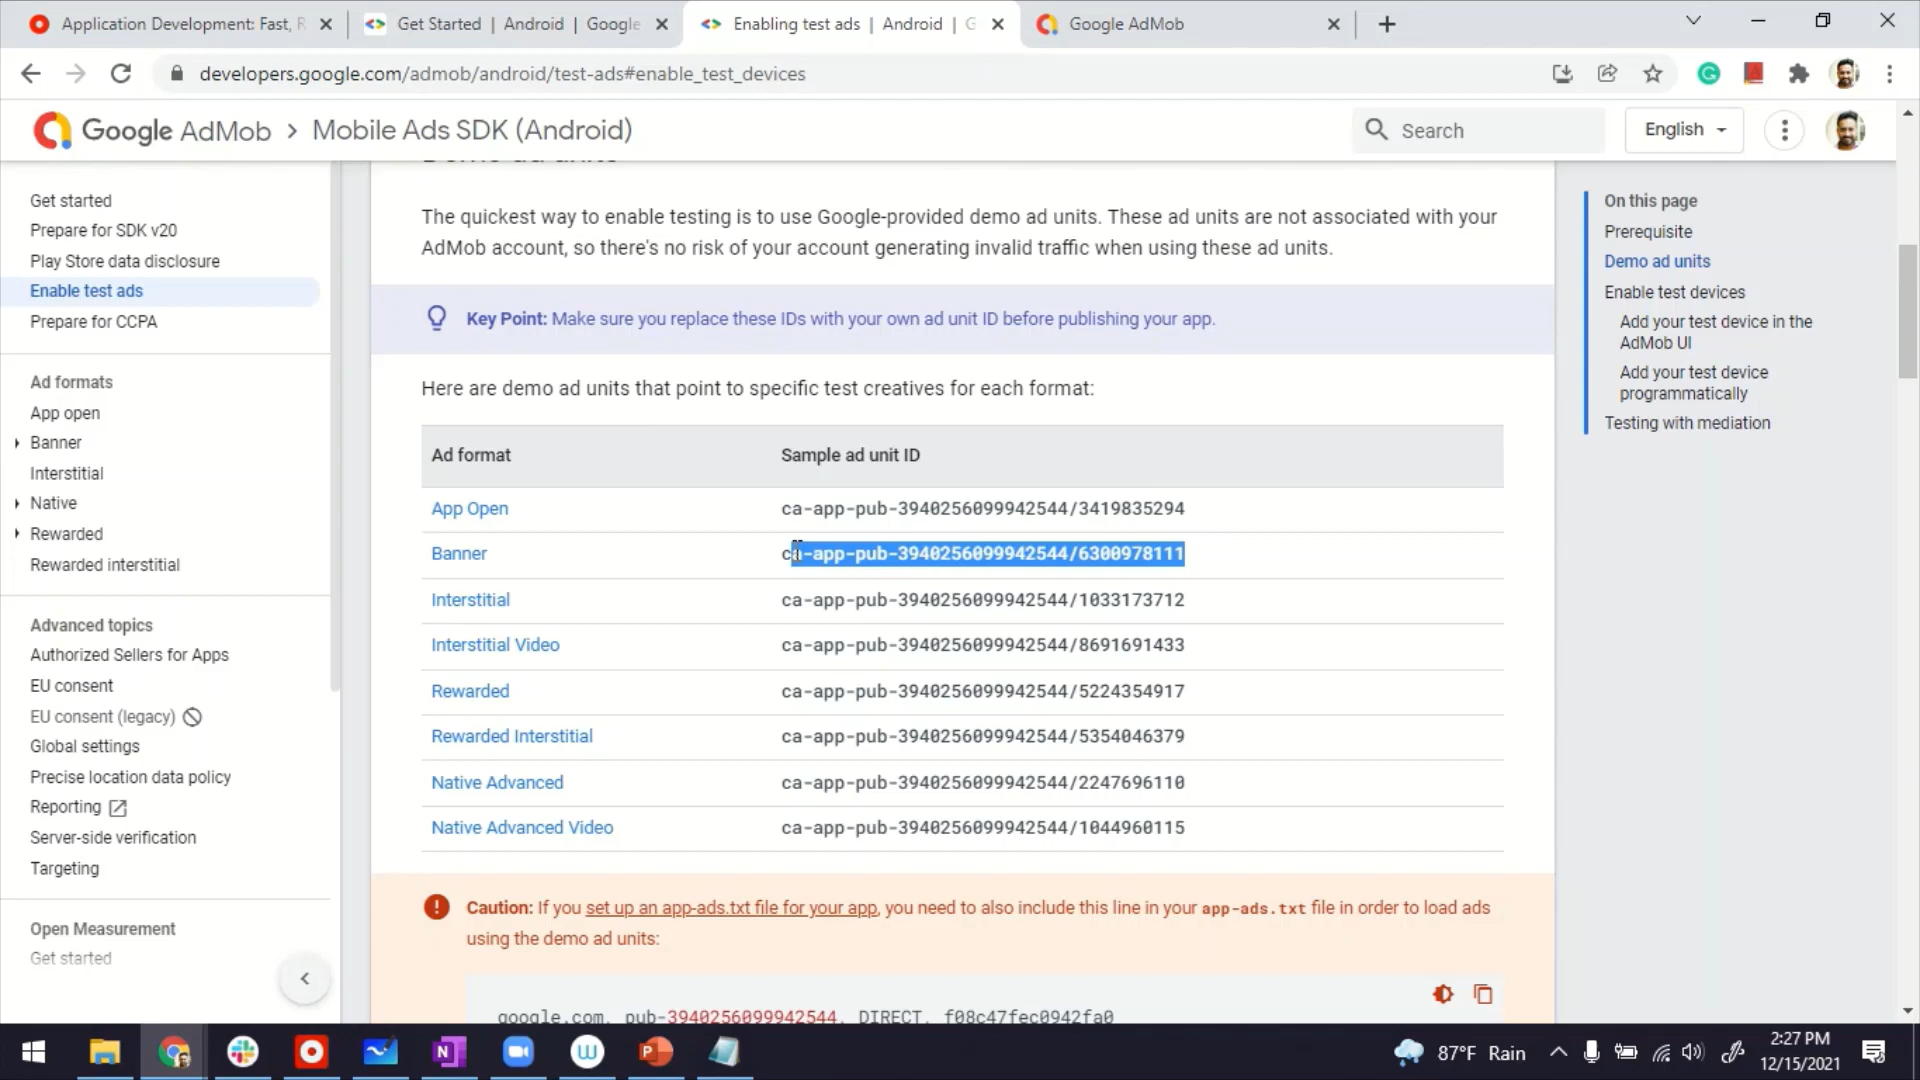 Application Development: Fast, R
Get Started | Android | Google
Enabling test ads | Android | G
Google AdMob
developers.google.com/admob/android/test-ads#enable_test_devices
Google AdMob > Mobile Ads SDK (Android)
Search
English
Get started
Prepare for SDK v20
Play Store data disclosure
Enable test ads
Prepare for CCPA
Ad formats
App open
Banner
Interstitial
Native
Rewarded
Rewarded interstitial
Advanced topics
Authorized Sellers for Apps
EU consent
EU consent (legacy)
Global settings
Precise location data policy
Reporting
Server-side verification
Targeting
Open Measurement
Get started
Demo ad units
The quickest way to enable testing is to use Google-provided demo ad units. These ad units are not associated with your
AdMob account, so there's no risk of your account generating invalid traffic when using these ad units.
Key Point: Make sure you replace these IDs with your own ad unit ID before publishing your app.
Here are demo ad units that point to specific test creatives for each format:
Ad format Sample ad unit ID
App Open ca-app-pub-3940256099942544/3419835294
Banner ca-app-pub-3940256099942544/6300978111
Interstitial ca-app-pub-3940256099942544/1033173712
Interstitial Video ca-app-pub-3940256099942544/8691691433
Rewarded ca-app-pub-3940256099942544/5224354917
Rewarded Interstitial ca-app-pub-3940256099942544/5354046379
Native Advanced ca-app-pub-3940256099942544/2247696110
Native Advanced Video ca-app-pub-3940256099942544/1044960115
Caution: If you set up an app-ads.txt file for your app, you need to also include this line in your app-ads.txt file in order to load ads
using the demo ad units:
google.com, pub-3940256099942544, DIRECT, f08c47fec0942fa0
On this page
Prerequisite
Demo ad units
Enable test devices
Add your test device in the
AdMob UI
Add your test device
programmatically
Testing with mediation
87°F Rain
2:27 PM
12/15/2021